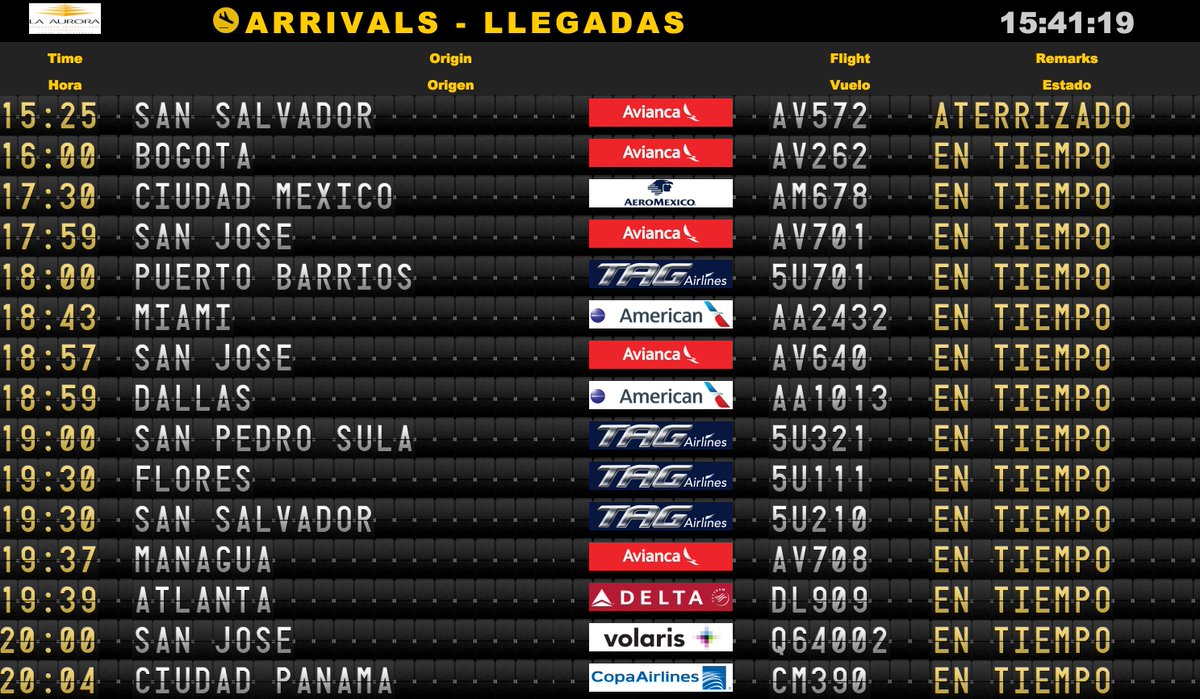 LA AURORA
ARRIVALS - LLEGADAS 15:41:19
Time Origin Flight Remarks
Hora Origen Vuelo Estado
15:25 SAN SALVADOR Avianca AV572 ATERRIZADO
16:00 BOGOTA Avianca AV262 EN TIEMPO
17:30 CIUDAD MEXICO AEROMEXICO AM678 EN TIEMPO
17:59 SAN JOSE Avianca AV701 EN TIEMPO
18:00 PUERTO BARRIOS TAG Airlines 5U701 EN TIEMPO
18:43 MIAMI American AA2432 EN TIEMPO
18:57 SAN JOSE Avianca AV640 EN TIEMPO
18:59 DALLAS American AA1013 EN TIEMPO
19:00 SAN PEDRO SULA TAG Airlines 5U321 EN TIEMPO
19:30 FLORES TAG Airlines 5U111 EN TIEMPO
19:30 SAN SALVADOR TAG Airlines 5U210 EN TIEMPO
19:37 MANAGUA Avianca AV708 EN TIEMPO
19:39 ATLANTA DELTA DL909 EN TIEMPO
20:00 SAN JOSE volaris Q64002 EN TIEMPO
20:04 CIUDAD PANAMA CopaAirlines CM390 EN TIEMPO